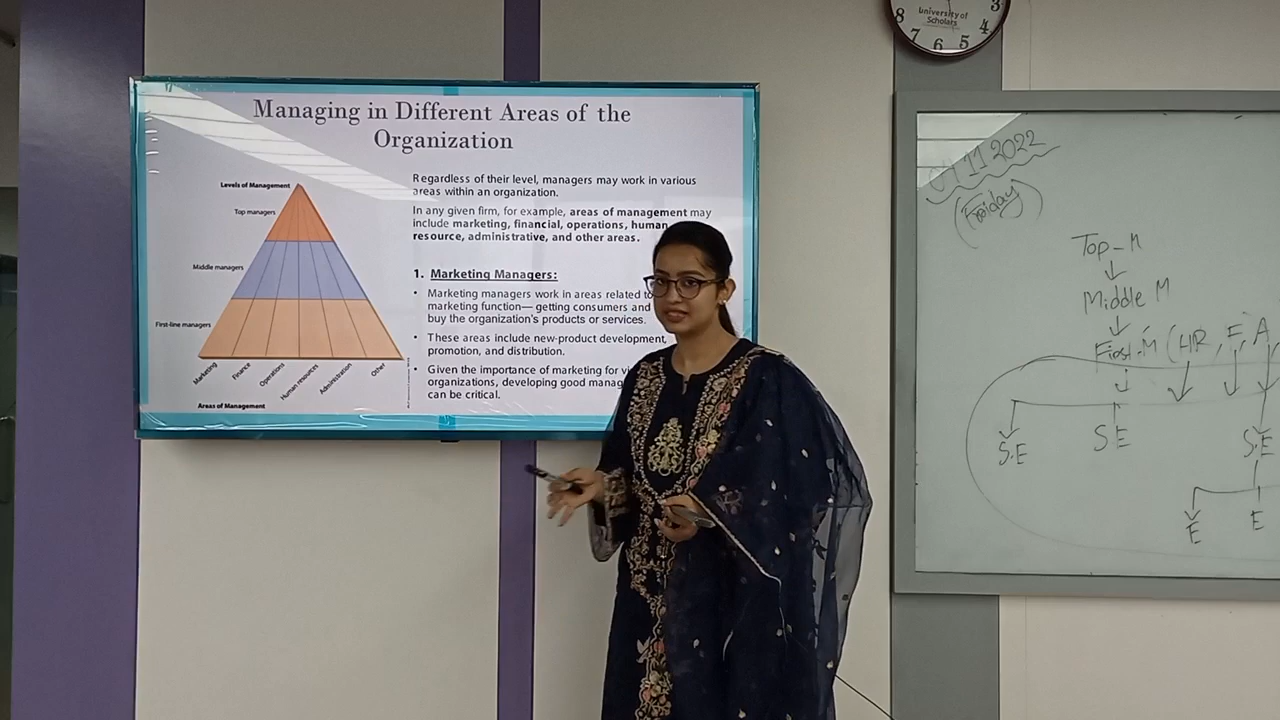 Managing in Different Areas of the
Organization
Levels of Management
Top managers
Middle managers
First-line managers
Marketing
Finance
Operations
Human resources
Administration
Other
Areas of Management
Regardless of their level, managers may work in various
areas within an organization.
In any given firm, for example, areas of management may
include marketing, financial, operations, human
resource, administrative, and other areas.
1. Marketing Managers:
• Marketing managers work in areas related to
marketing function— getting consumers and
buy the organization's products or services.
• These areas include new-product development,
promotion, and distribution.
• Given the importance of marketing for
organizations, developing good
can be critical.
8
7
6
5
4
3
University of
Scholars
11 2022
(Friday)
Top-M
Middle M
First-M (HR, F, A
S.E
S E
S.E
E
E